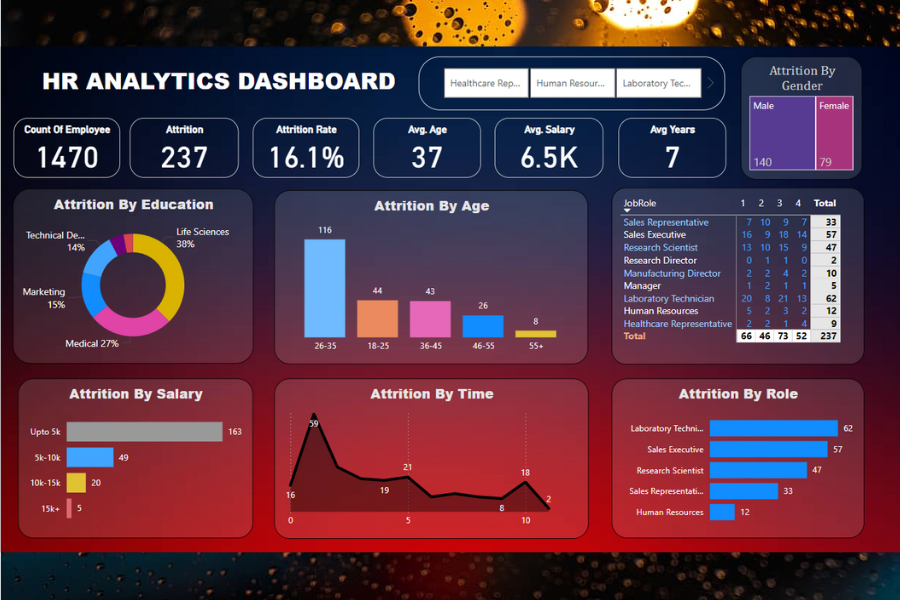 HR ANALYTICS DASHBOARD
Healthcare Rep...
Human Resour...
Laboratory Tec...
Attrition By
Gender
Male
Female
140
79
Count Of Employee
1470
Attrition
237
Attrition Rate
16.1%
Avg. Age
37
Avg. Salary
6.5K
Avg Years
7
Attrition By Education
Technical De...
14%
Life Sciences
38%
Marketing
15%
Medical 27%
Attrition By Age
116
44
43
26
8
26-35 18-25 36-45 46-55 55+
JobRole 1 2 3 4 Total
Sales Representative 7 10 9 7 33
Sales Executive 16 9 18 14 57
Research Scientist 13 10 15 9 47
Research Director 0 1 1 0 2
Manufacturing Director 2 2 4 2 10
Manager 1 2 1 1 5
Laboratory Technician 20 8 21 13 62
Human Resources 5 2 3 2 12
Healthcare Representative 2 2 1 4 9
Total 66 46 73 52 237
Attrition By Salary
Upto 5k 163
5k-10k 49
10k-15k 20
15k+ 5
Attrition By Time
59
16
19
21
8
18
2
0 5 10
Attrition By Role
Laboratory Techni... 62
Sales Executive 57
Research Scientist 47
Sales Representati... 33
Human Resources 12